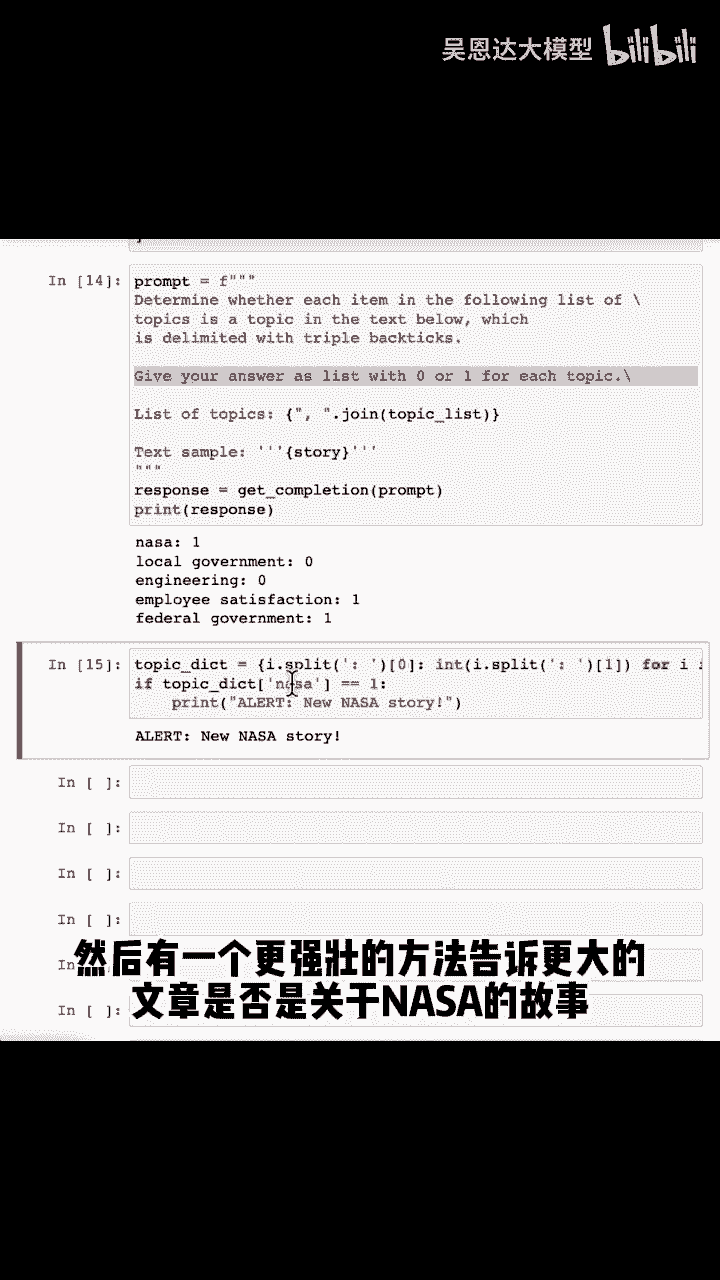 吴恩达大模型 bilibili
In [14]: prompt = f"""
Determine whether each item in the following list of \
topics is a topic in the text below, which
is delimited with triple backticks.
Give your answer as list with 0 or 1 for each topic.\
List of topics: {", ".join(topic_list)}
Text sample: '''{story}'''
"""
response = get_completion(prompt)
print(response)
nasa: 1
local government: 0
engineering: 0
employee satisfaction: 1
federal government: 1
In [15]: topic_dict = {i.split(': ')[0]: int(i.split(': ')[1]) for i
if topic_dict['nasa'] == 1:
print("ALERT: New NASA story!")
ALERT: New NASA story!
In [ ]:
In [ ]:
In [ ]:
In [ ]:
然后有一个更强壮的方法告诉更大的
In [ ]:
文章是否是关于NASA的故事